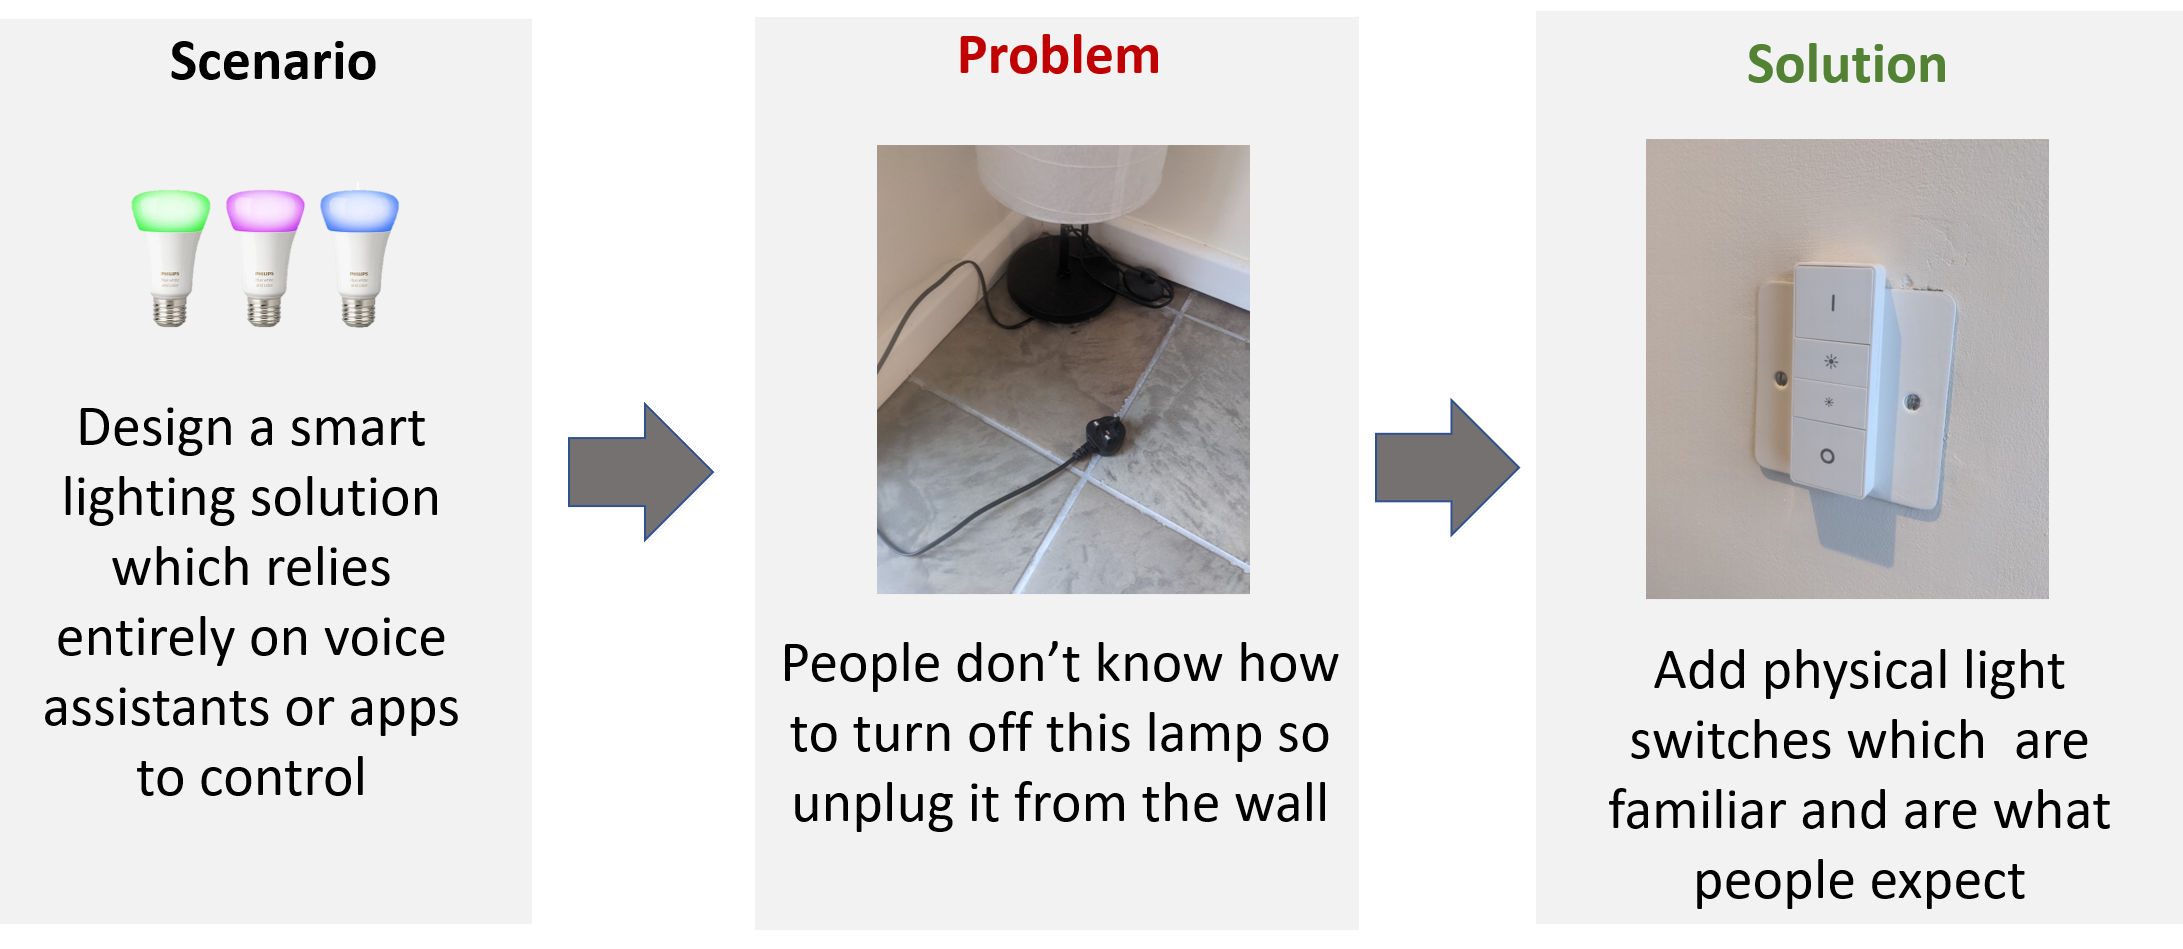 Scenario
PHILIPS
PHILIPS
PHILIPS
Design a smart
lighting solution
which relies
entirely on voice
assistants or apps
to control
Problem
People don’t know how
to turn off this lamp so
unplug it from the wall
Solution
Add physical light
switches which  are
familiar and are what
people expect